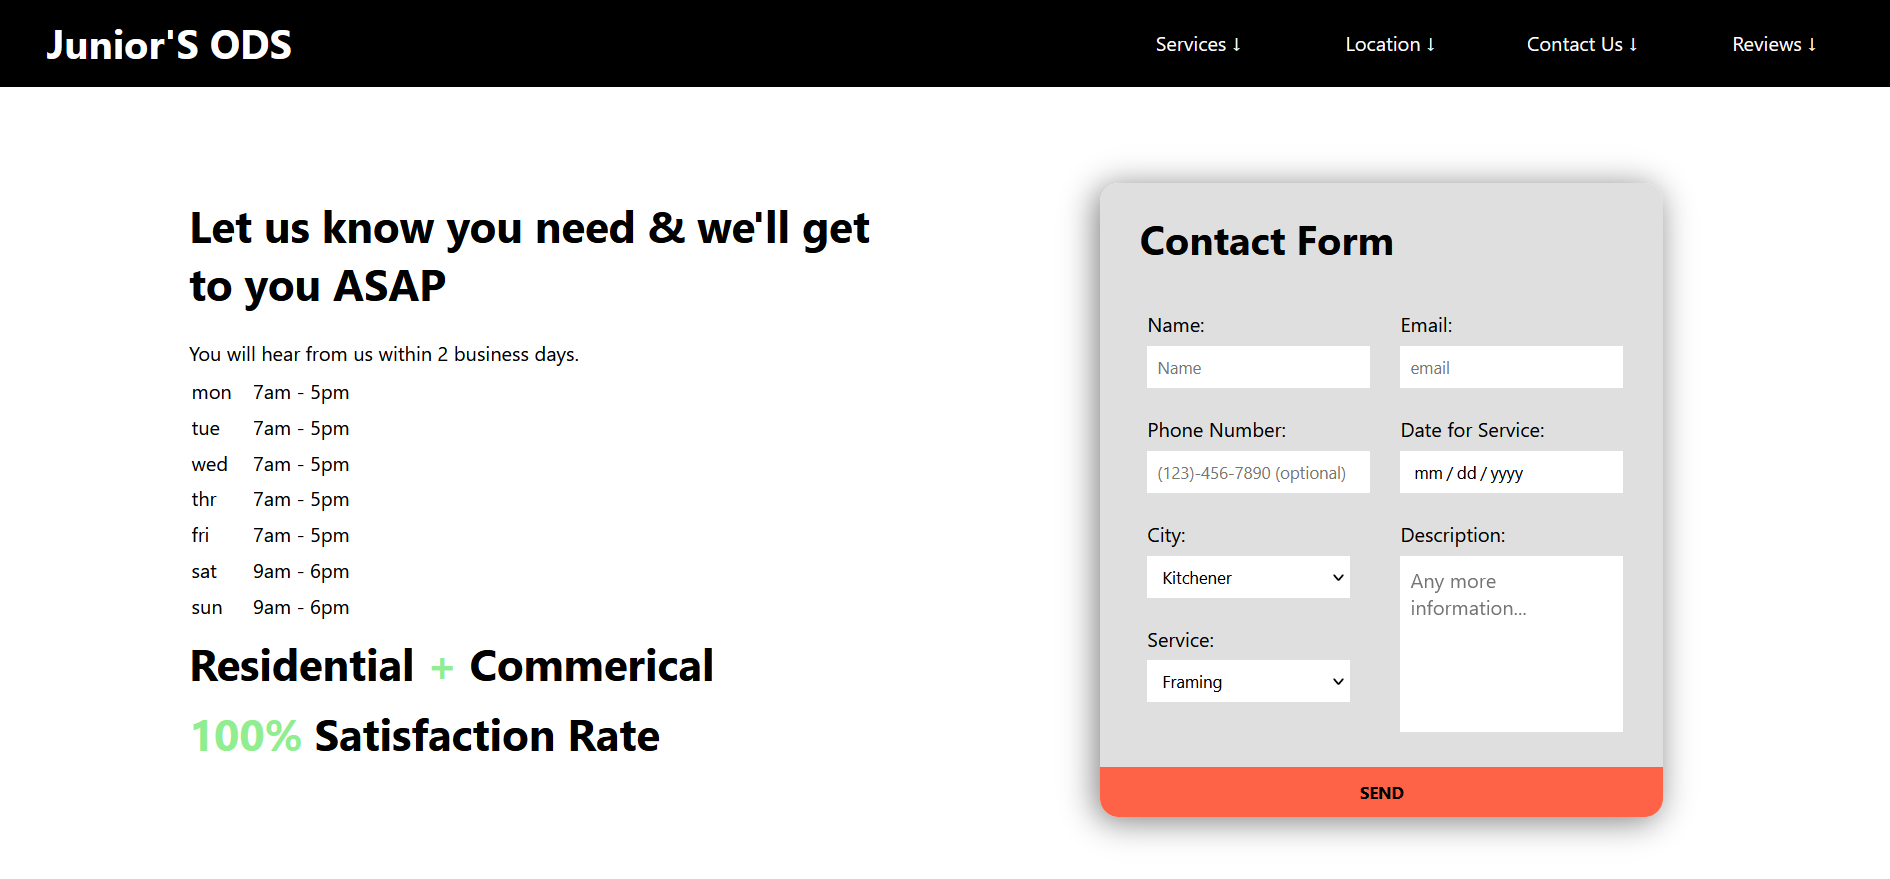 Junior'S ODS
Services ↓
Location ↓
Contact Us ↓
Reviews ↓
Let us know you need & we'll get
to you ASAP
You will hear from us within 2 business days.
mon 7am - 5pm
tue 7am - 5pm
wed 7am - 5pm
thr 7am - 5pm
fri 7am - 5pm
sat 9am - 6pm
sun 9am - 6pm
Residential + Commerical
100% Satisfaction Rate
Contact Form
Name:
Name
Email:
email
Phone Number:
(123)-456-7890 (optional)
Date for Service:
mm / dd / yyyy
City:
Kitchener
Description:
Any more
information...
Service:
Framing
SEND